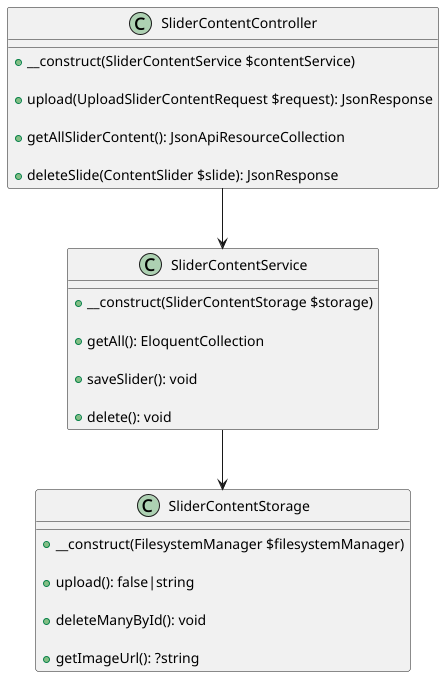 C SliderContentController
__construct(SliderContentService $contentService)
upload(UploadSliderContentRequest $request): JsonResponse
getAllSliderContent(): JsonApiResourceCollection
deleteSlide(ContentSlider $slide): JsonResponse
C SliderContentService
__construct(SliderContentStorage $storage)
getAll(): EloquentCollection
saveSlider(): void
delete(): void
C SliderContentStorage
__construct(FilesystemManager $filesystemManager)
upload(): false|string
deleteManyById(): void
getImageUrl(): ?string